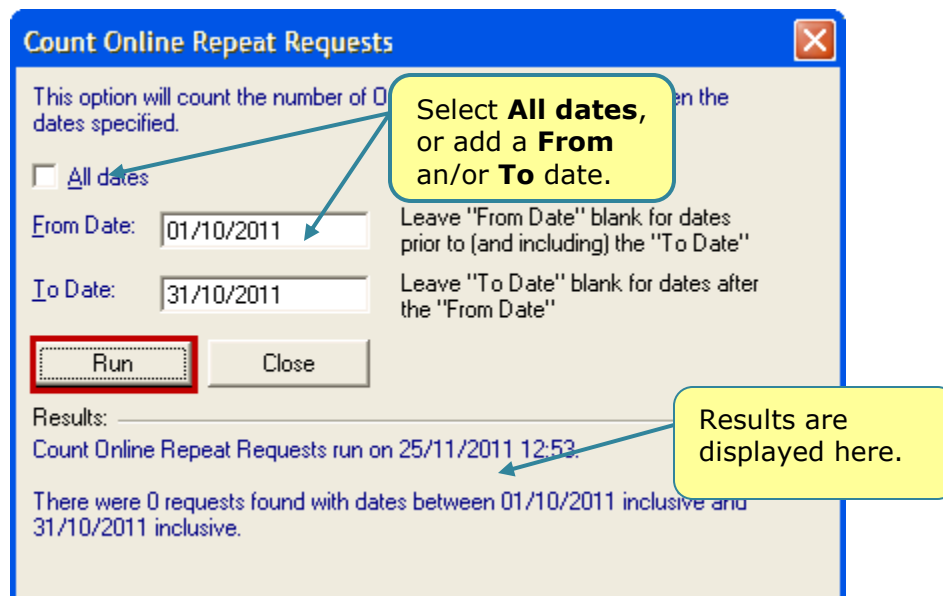 Count Online Repeat Requests
This option will count the number of O
en the
dates specified.
Select All dates,
or add a From
an/or To date.
All dates
From Date:
01/10/2011
Leave "From Date" blank for dates
prior to (and including) the "To Date"
To Date:
31/10/2011
Leave "To Date" blank for dates after
the "From Date"
Run
Close
Results:
Count Online Repeat Requests run on 25/11/2011 12:53.
Results are
displayed here.
There were 0 requests found with dates between 01/10/2011 inclusive and
31/10/2011 inclusive.